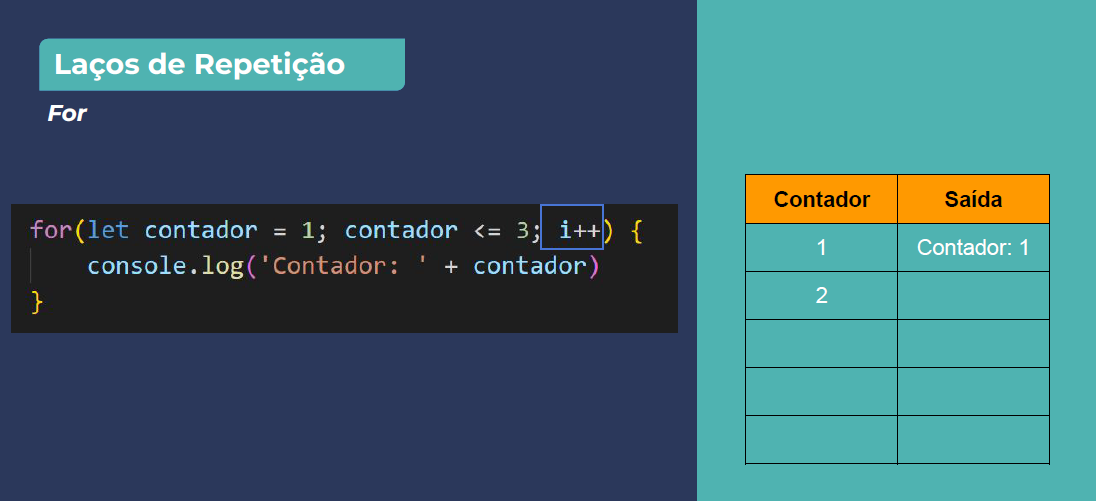 Laços de Repetição
For
for(let contador = 1; contador <= 3; i++) {
    console.log('Contador: ' + contador)
}
Contador Saída
1 Contador: 1
2